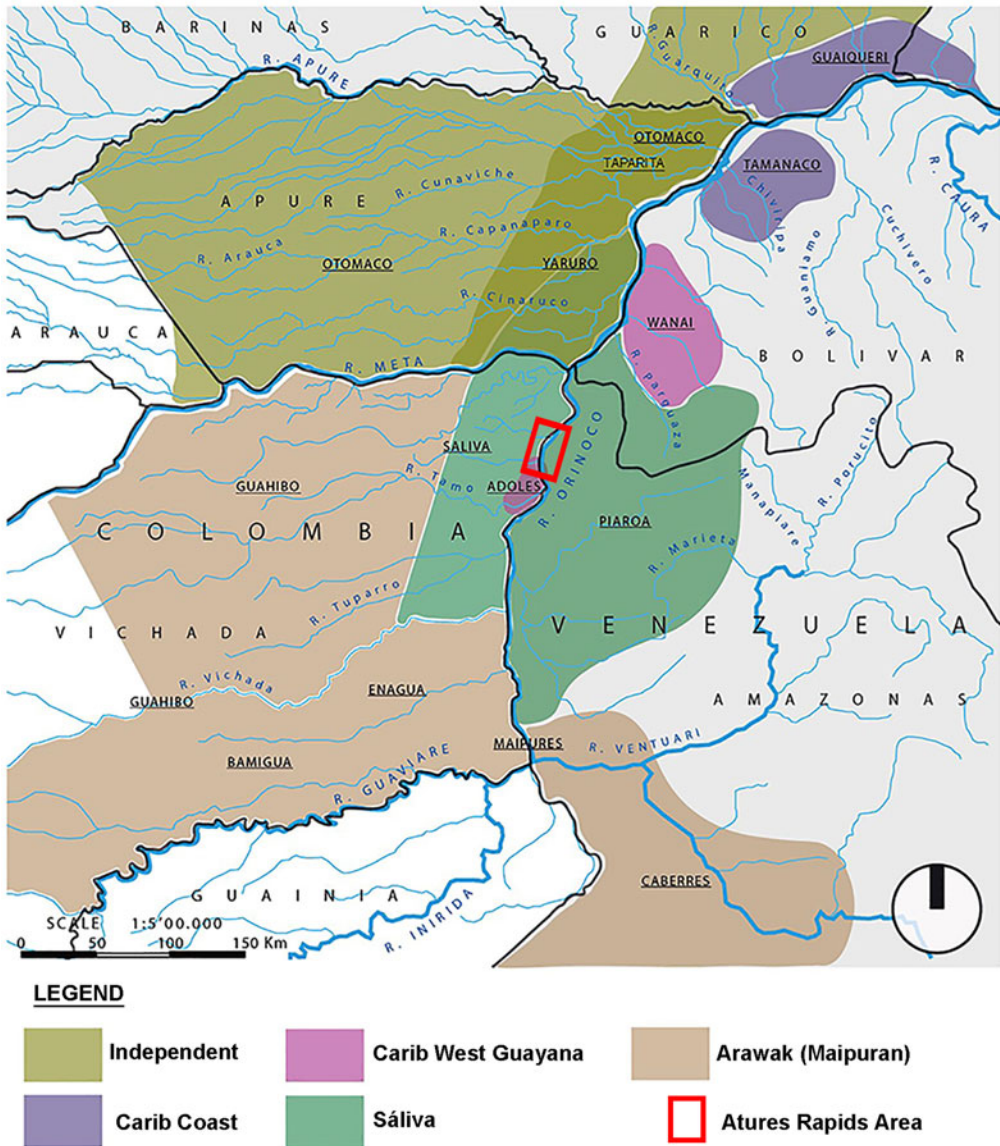 BARINAS
GUARICO
R. APURE
R. Guarquito
GUAIQUERI
OTOMACO
TAPARITA
TAMANACO
R. CAURA
R. Cunaviche
APURE
Chiviripa
Cuchivero
R. Capanaparo
R. Arauca
OTOMACO
YARURO
R. Guaniamo
R. Cinaruco
ARAUCA
WANAI
BOLIVAR
R. META
R. Parguaza
SALIVA
R. ORINOCO
R. Porucito
GUAHIBO
R. Tamo
ADOLES
Manapiare
COLOMBIA
PIAROA
R. Marieta
R. Tuparro
VICHADA
VENEZUELA
R. Vichada
ENAGUA
AMAZONAS
GUAHIBO
MAIPURES
R. VENTUARI
BAMIGUA
R. GUAVIARE
CABERRES
GUAINIA
R. INIRIDA
SCALE 1:5'00.000
0 50 100 150 Km
LEGEND
Independent
Carib West Guayana
Arawak (Maipuran)
Carib Coast
Sáliva
Atures Rapids Area